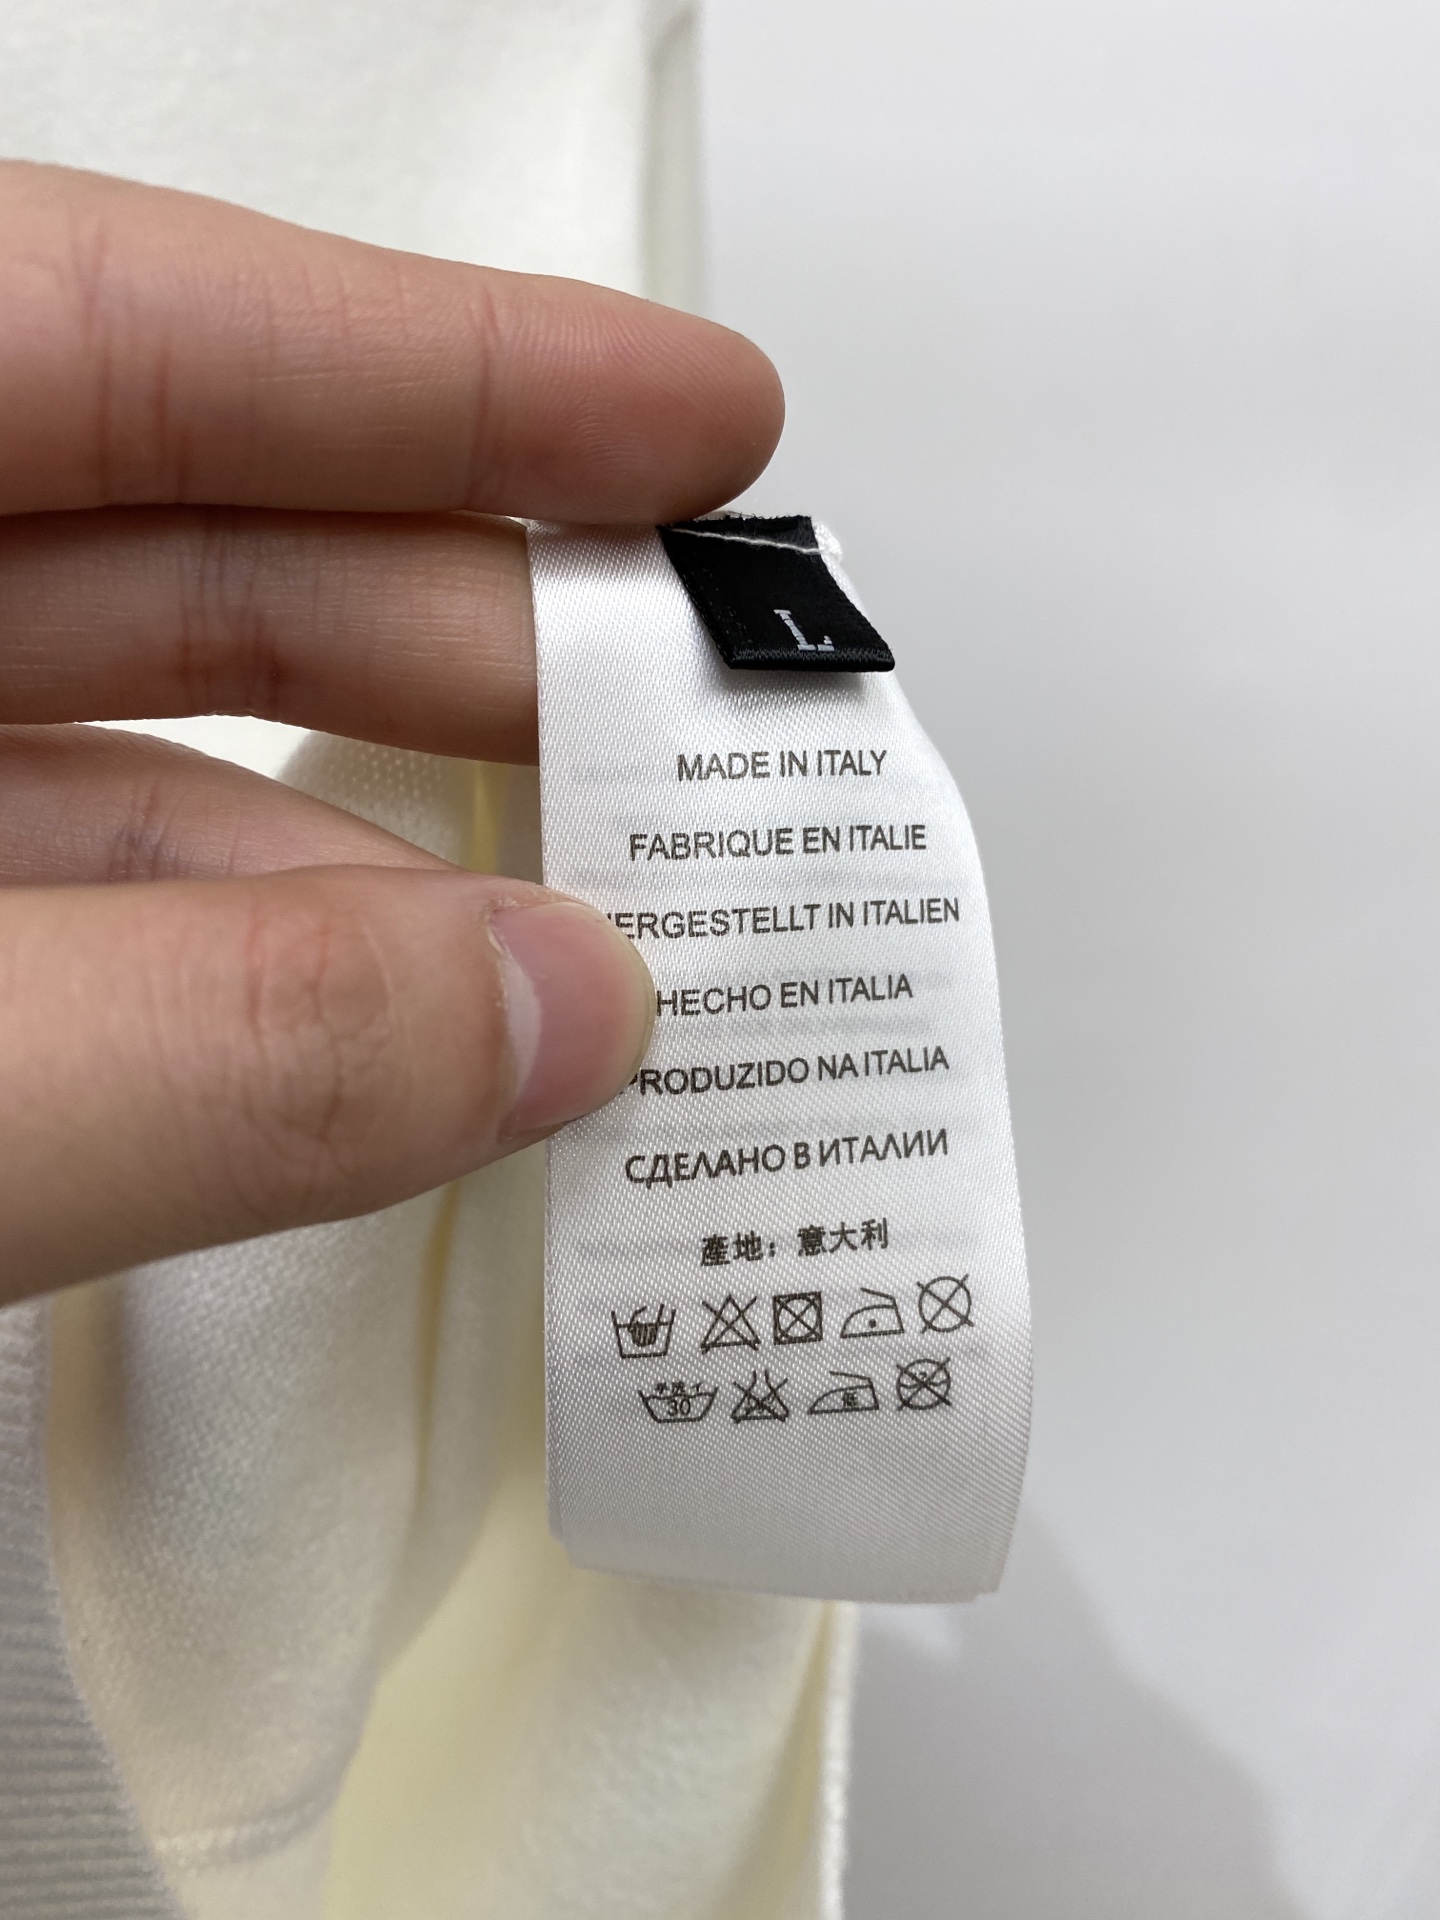 L
MADE IN ITALY
FABRIQUE EN ITALIE
ERGESTELLT IN ITALIEN
HECHO EN ITALIA
PRODUZIDO NA ITALIA
СДЕЛАНО В ИТАЛИИ
產地：意大利
30
低